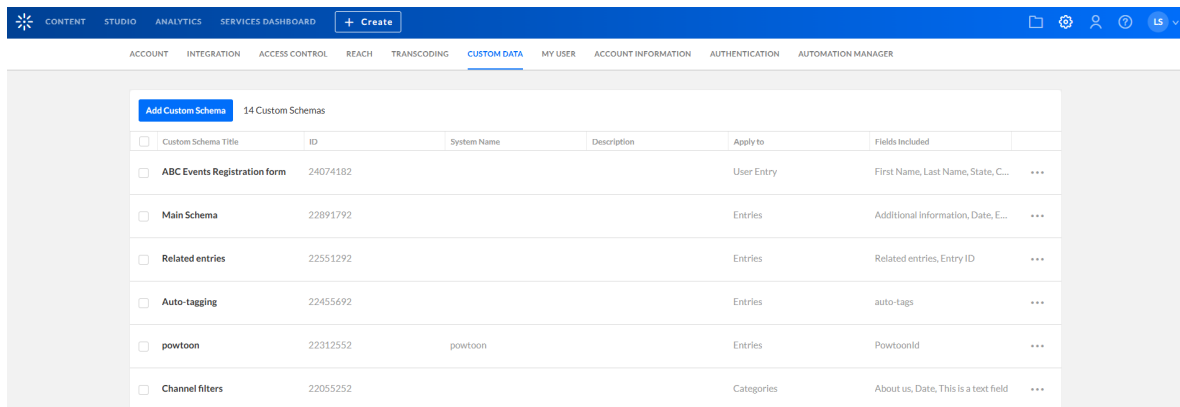 CONTENT STUDIO ANALYTICS SERVICES DASHBOARD + Create LS
ACCOUNT INTEGRATION ACCESS CONTROL REACH TRANSCODING CUSTOM DATA MY USER ACCOUNT INFORMATION AUTHENTICATION AUTOMATION MANAGER
Add Custom Schema 14 Custom Schemas
Custom Schema Title ID System Name Description Apply to Fields Included
ABC Events Registration form 24074182 User Entry First Name, Last Name, State, C...
Main Schema 22891792 Entries Additional information, Date, E...
Related entries 22551292 Entries Related entries, Entry ID
Auto-tagging 22455692 Entries auto-tags
powtoon 22312552 powtoon Entries PowtoonId
Channel filters 22055252 Categories About us, Date, This is a text field